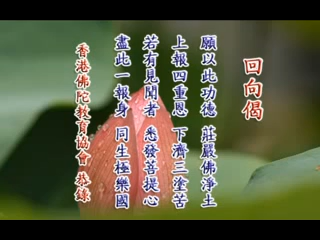 回向偈
願以此功德　莊嚴佛淨土
上報四重恩　下濟三塗苦
若有見聞者　悉發菩提心
盡此一報身　同生極樂國
香港佛陀教育協會 恭錄